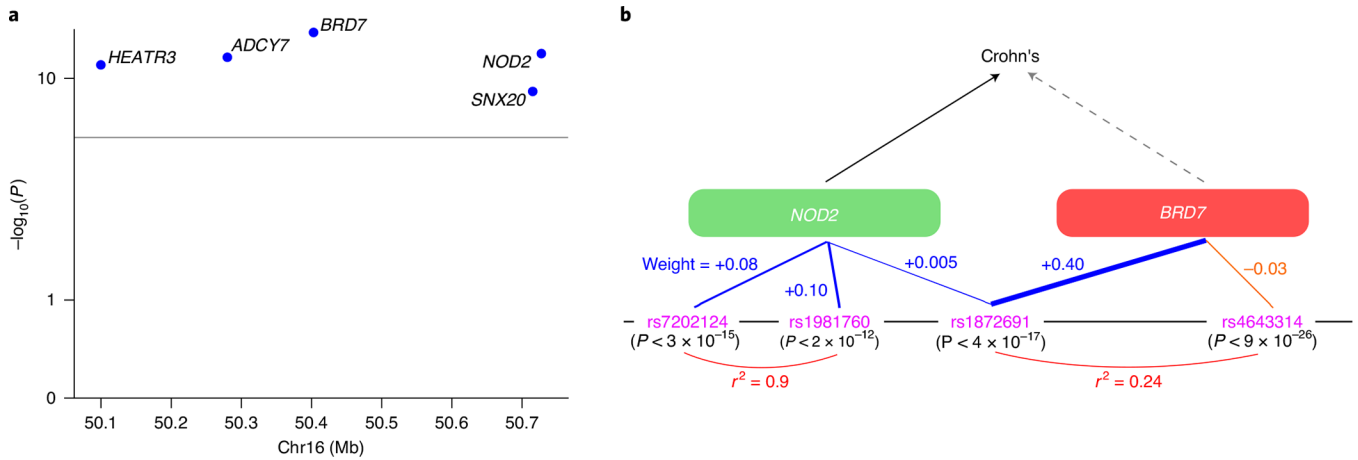 a
HEATR3
ADCY7
BRD7
NOD2
SNX20
10
1
0
–log10(P)
50.1 50.2 50.3 50.4 50.5 50.6 50.7
Chr16 (Mb)
b
Crohn's
NOD2
BRD7
Weight = +0.08
+0.10
+0.005
+0.40
–0.03
rs7202124 rs1981760 rs1872691 rs4643314
(P < 3 × 10–15) (P < 2 × 10–12) (P < 4 × 10–17) (P < 9 × 10–26)
r2 = 0.9 r2 = 0.24